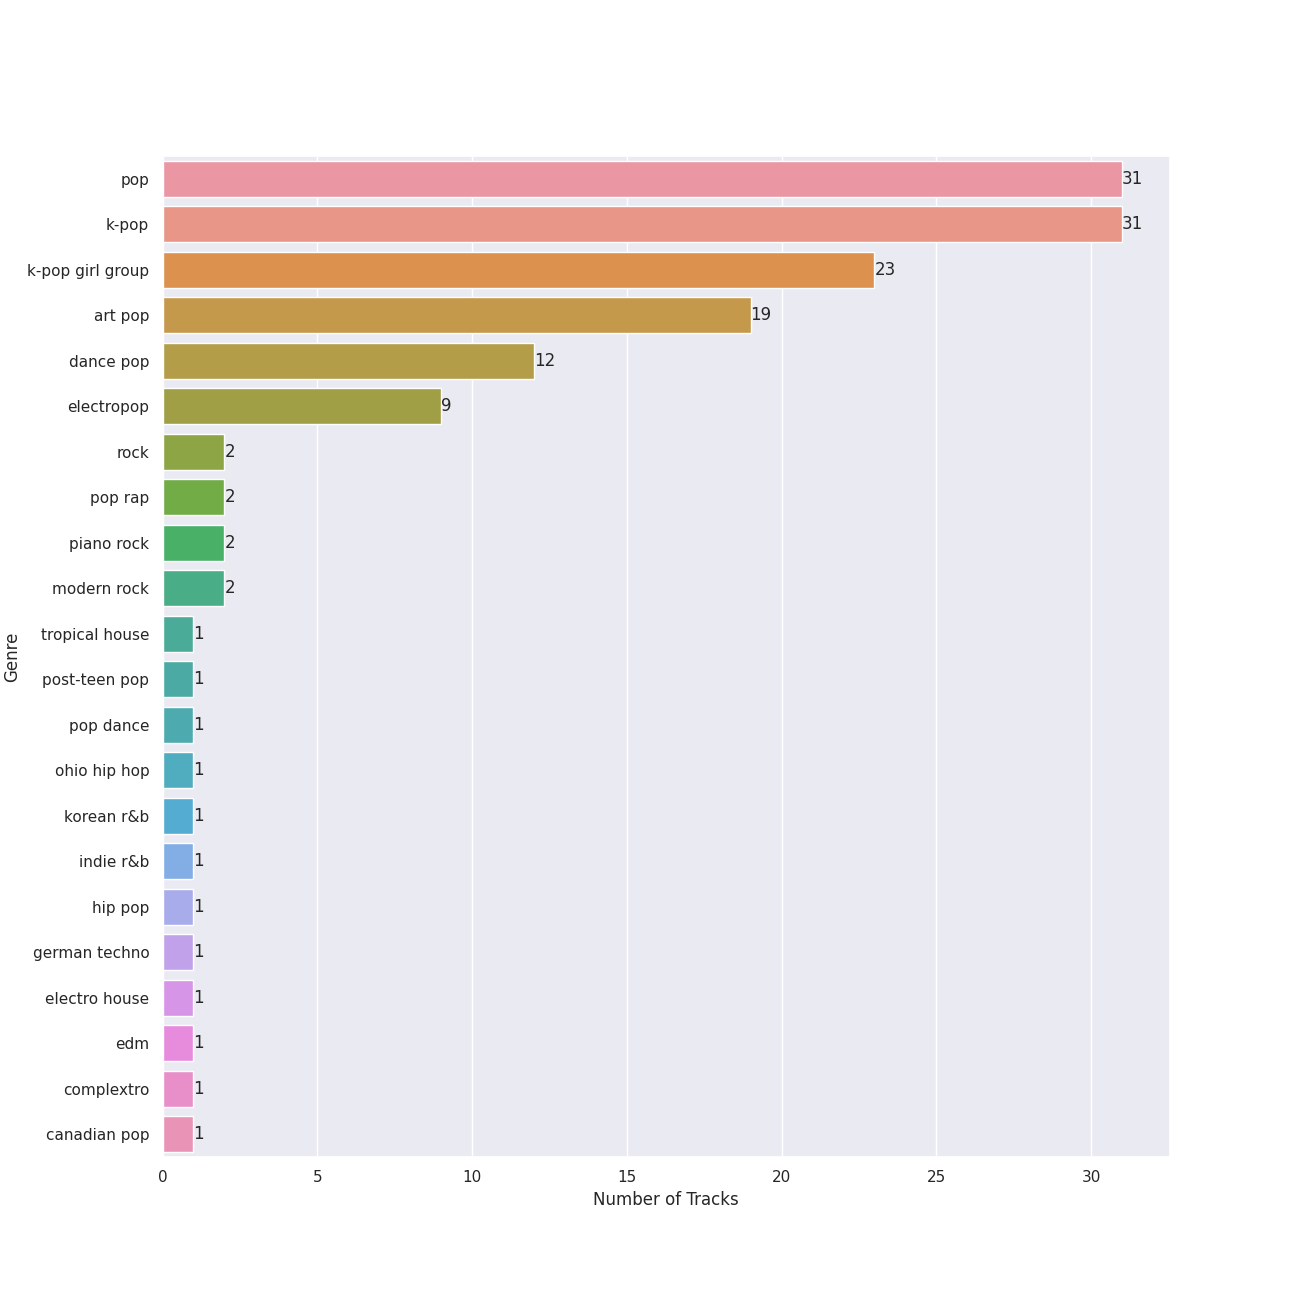 pop 31
k-pop 31
k-pop girl group 23
art pop 19
dance pop 12
electropop 9
rock 2
pop rap 2
piano rock 2
modern rock 2
tropical house 1
post-teen pop 1
pop dance 1
ohio hip hop 1
korean r&b 1
indie r&b 1
hip pop 1
german techno 1
electro house 1
edm 1
complextro 1
canadian pop 1
Genre
0 5 10 15 20 25 30
Number of Tracks